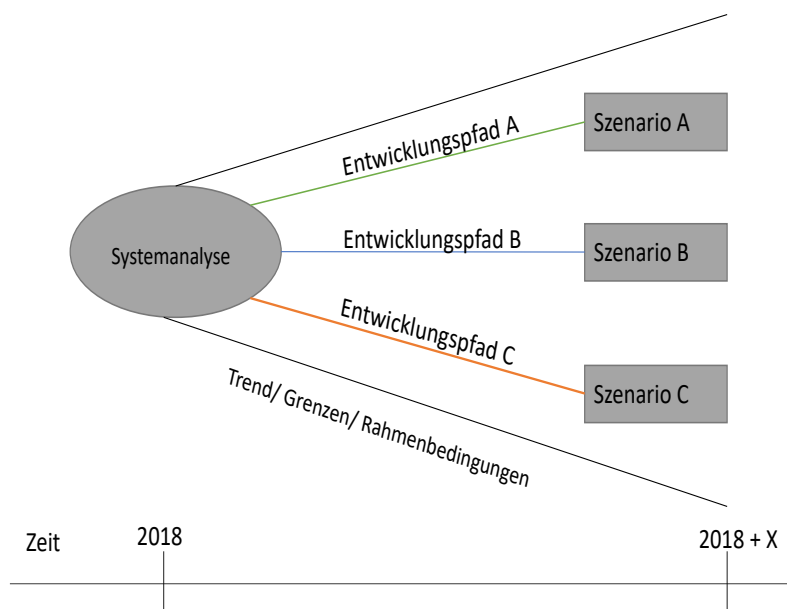 Entwicklungspfad A
Szenario A
Systemanalyse
Entwicklungspfad B
Szenario B
Entwicklungspfad C
Szenario C
Trend/ Grenzen/ Rahmenbedingungen
Zeit
2018
2018 + X